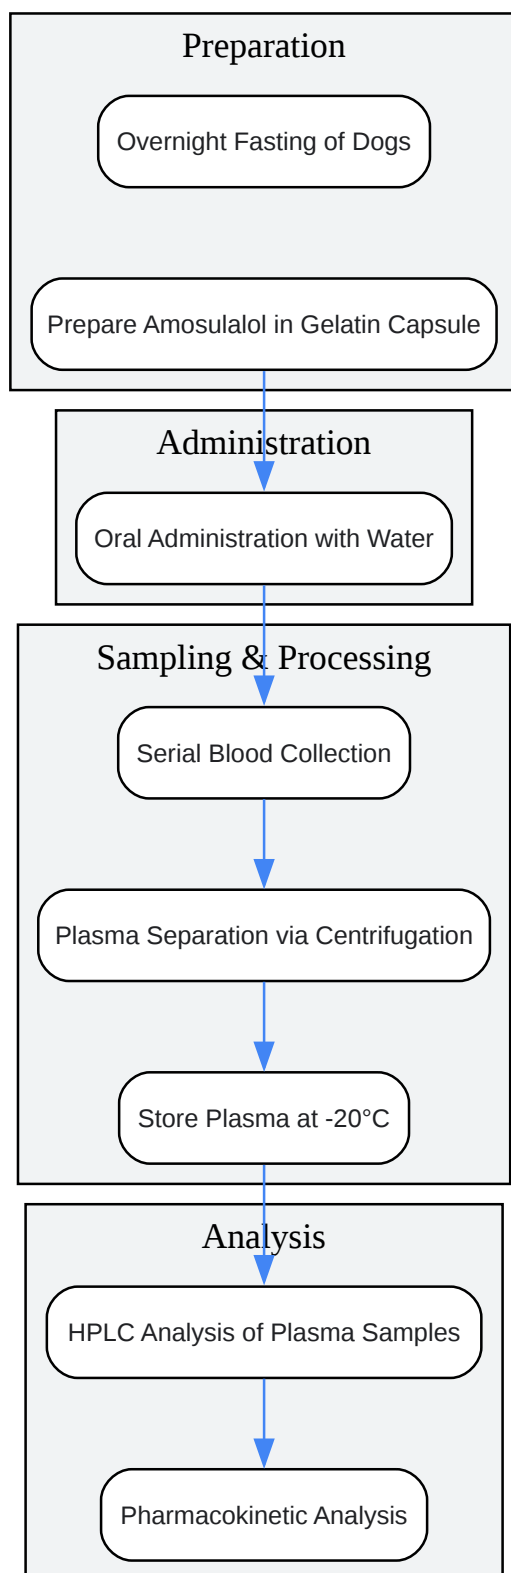 Preparation
Overnight Fasting of Dogs
Prepare Amosulalol in Gelatin Capsule
Administration
Oral Administration with Water
Sampling & Processing
Serial Blood Collection
Plasma Separation via Centrifugation
Store Plasma at -20°C
Analysis
HPLC Analysis of Plasma Samples
Pharmacokinetic Analysis